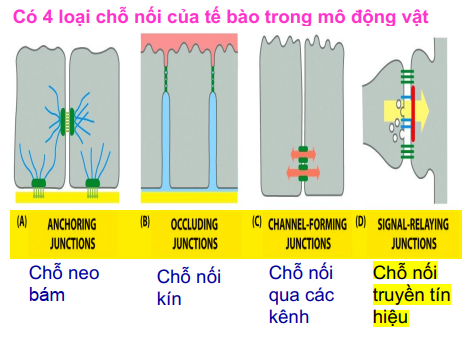 Có 4 loại chỗ nối của tế bào trong mô động vật
(A) ANCHORING JUNCTIONS
(B) OCCLUDING JUNCTIONS
(C) CHANNEL-FORMING JUNCTIONS
(D) SIGNAL-RELAYING JUNCTIONS
Chỗ neo
bám
Chỗ nối
kín
Chỗ nối
qua các
kênh
Chỗ nối
truyền tín
hiệu